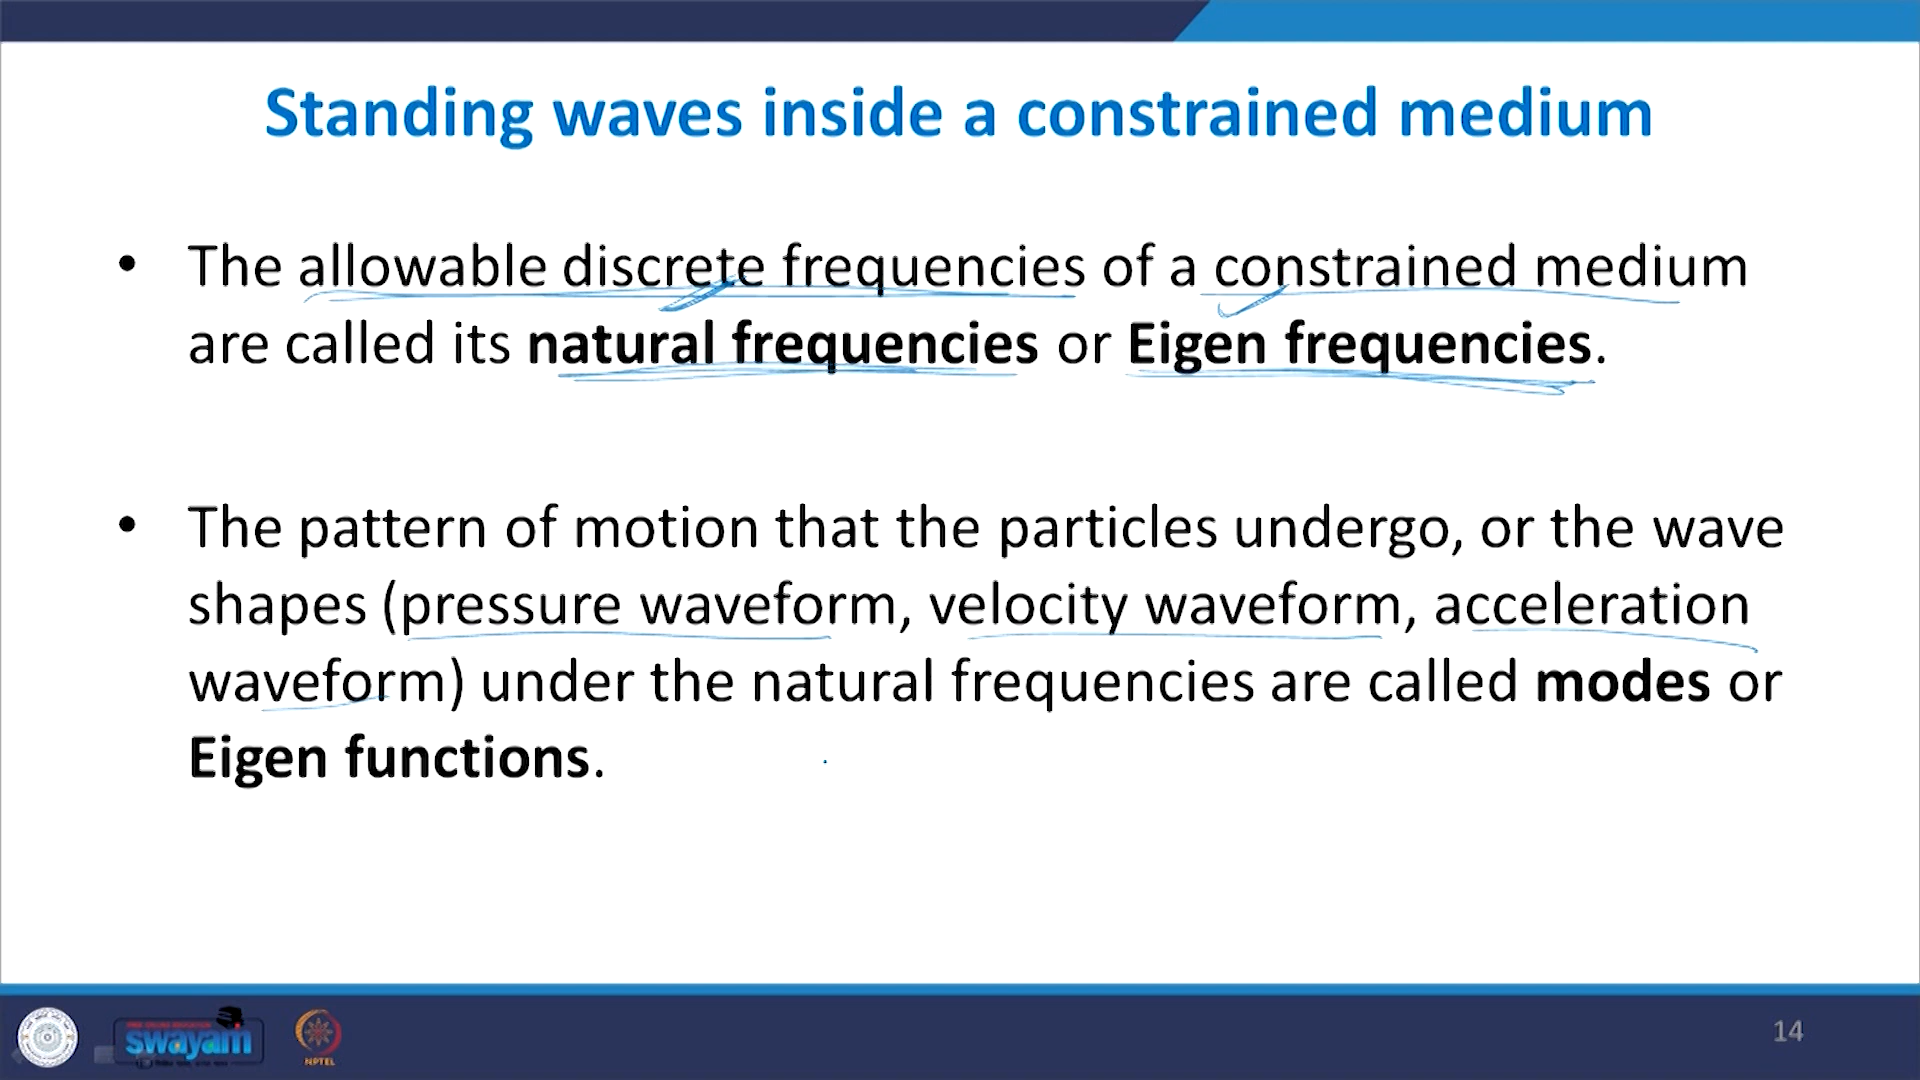 Standing waves inside a constrained medium
• The allowable discrete frequencies of a constrained medium
are called its natural frequencies or Eigen frequencies.
• The pattern of motion that the particles undergo, or the wave
shapes (pressure waveform, velocity waveform, acceleration
waveform) under the natural frequencies are called modes or
Eigen functions.
swayam
NPTEL
14